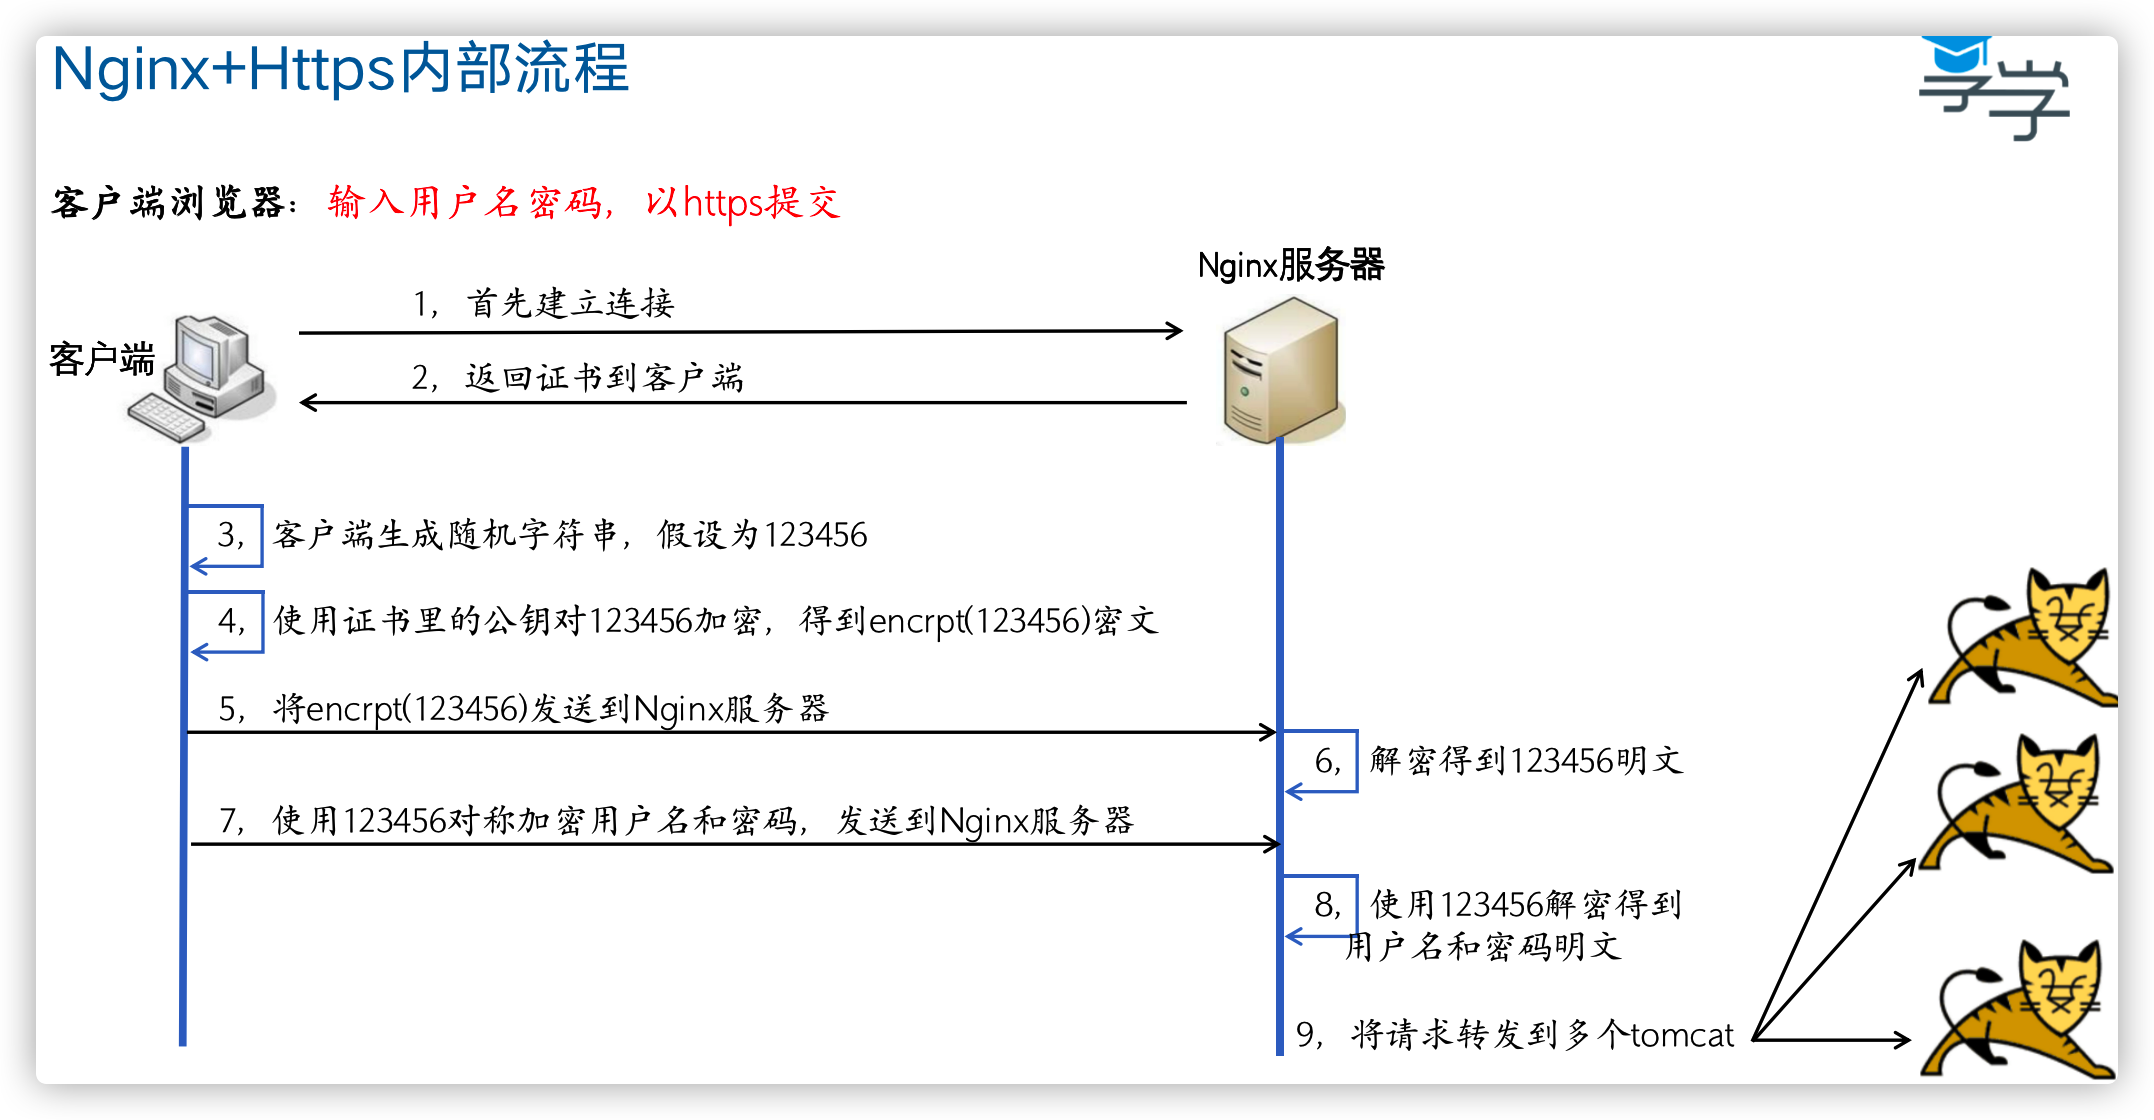 Nginx+Https内部流程
享学
客户端浏览器：输入用户名密码，以https提交
Nginx服务器
1，首先建立连接
客户端
2，返回证书到客户端
3，客户端生成随机字符串，假设为123456
4，使用证书里的公钥对123456加密，得到encrpt(123456)密文
5，将encrpt(123456)发送到Nginx服务器
6，解密得到123456明文
7，使用123456对称加密用户名和密码，发送到Nginx服务器
8，使用123456解密得到
用户名和密码明文
9，将请求转发到多个tomcat